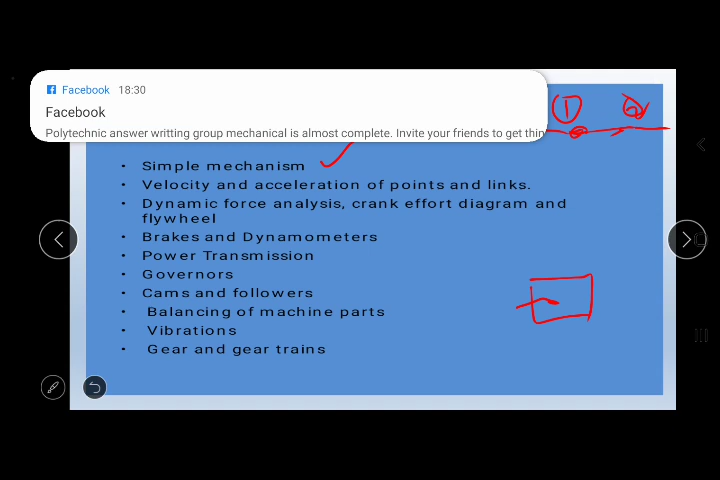 Facebook 18:30
Facebook
Polytechnic answer writting group mechanical is almost complete. Invite your friends to get thin
1 2
• Simple mechanism
• Velocity and acceleration of points and links.
• Dynamic force analysis, crank effort diagram and
flywheel
• Brakes and Dynamometers
• Power Transmission
• Governors
• Cams and followers
• Balancing of machine parts
• Vibrations
• Gear and gear trains